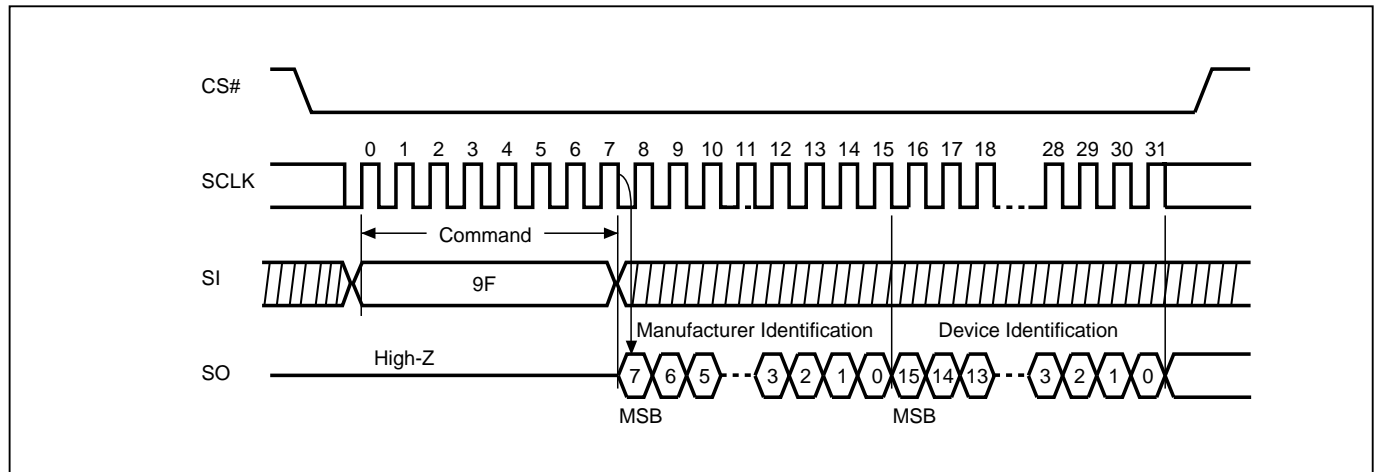 CS#
0 1 2 3 4 5 6 7 8 9 10 11 12 13 14 15 16 17 18 28 29 30 31
SCLK
Command
SI
9F
Manufacturer Identification Device Identification
High-Z
SO
7 6 5 3 2 1 0 15 14 13 3 2 1 0
MSB MSB